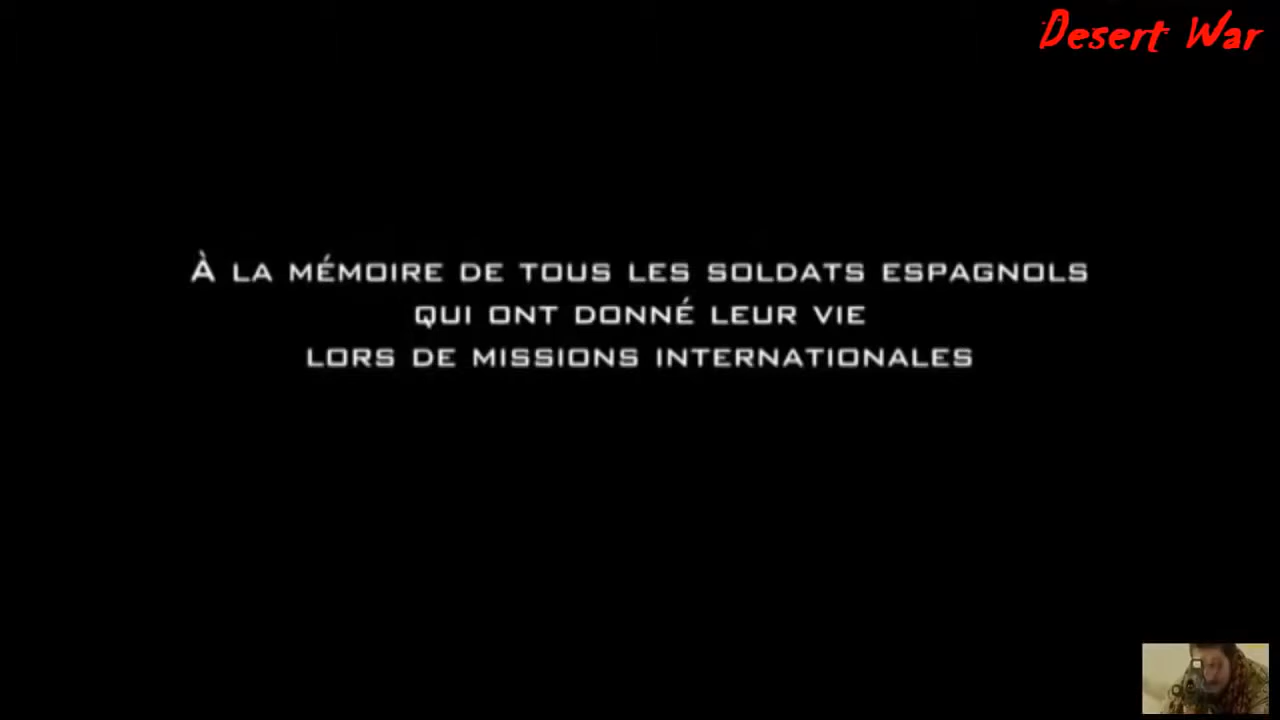 Desert War
À LA MÉMOIRE DE TOUS LES SOLDATS ESPAGNOLS
QUI ONT DONNÉ LEUR VIE
LORS DE MISSIONS INTERNATIONALES